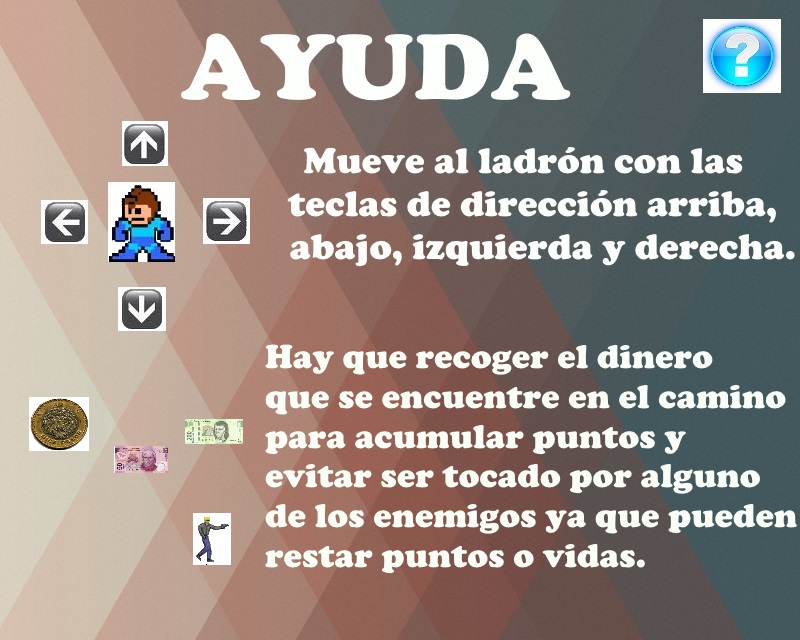 AYUDA
?
Mueve al ladrón con las
teclas de dirección arriba,
abajo, izquierda y derecha.
Hay que recoger el dinero
que se encuentre en el camino
para acumular puntos y
evitar ser tocado por alguno
de los enemigos ya que pueden
restar puntos o vidas.